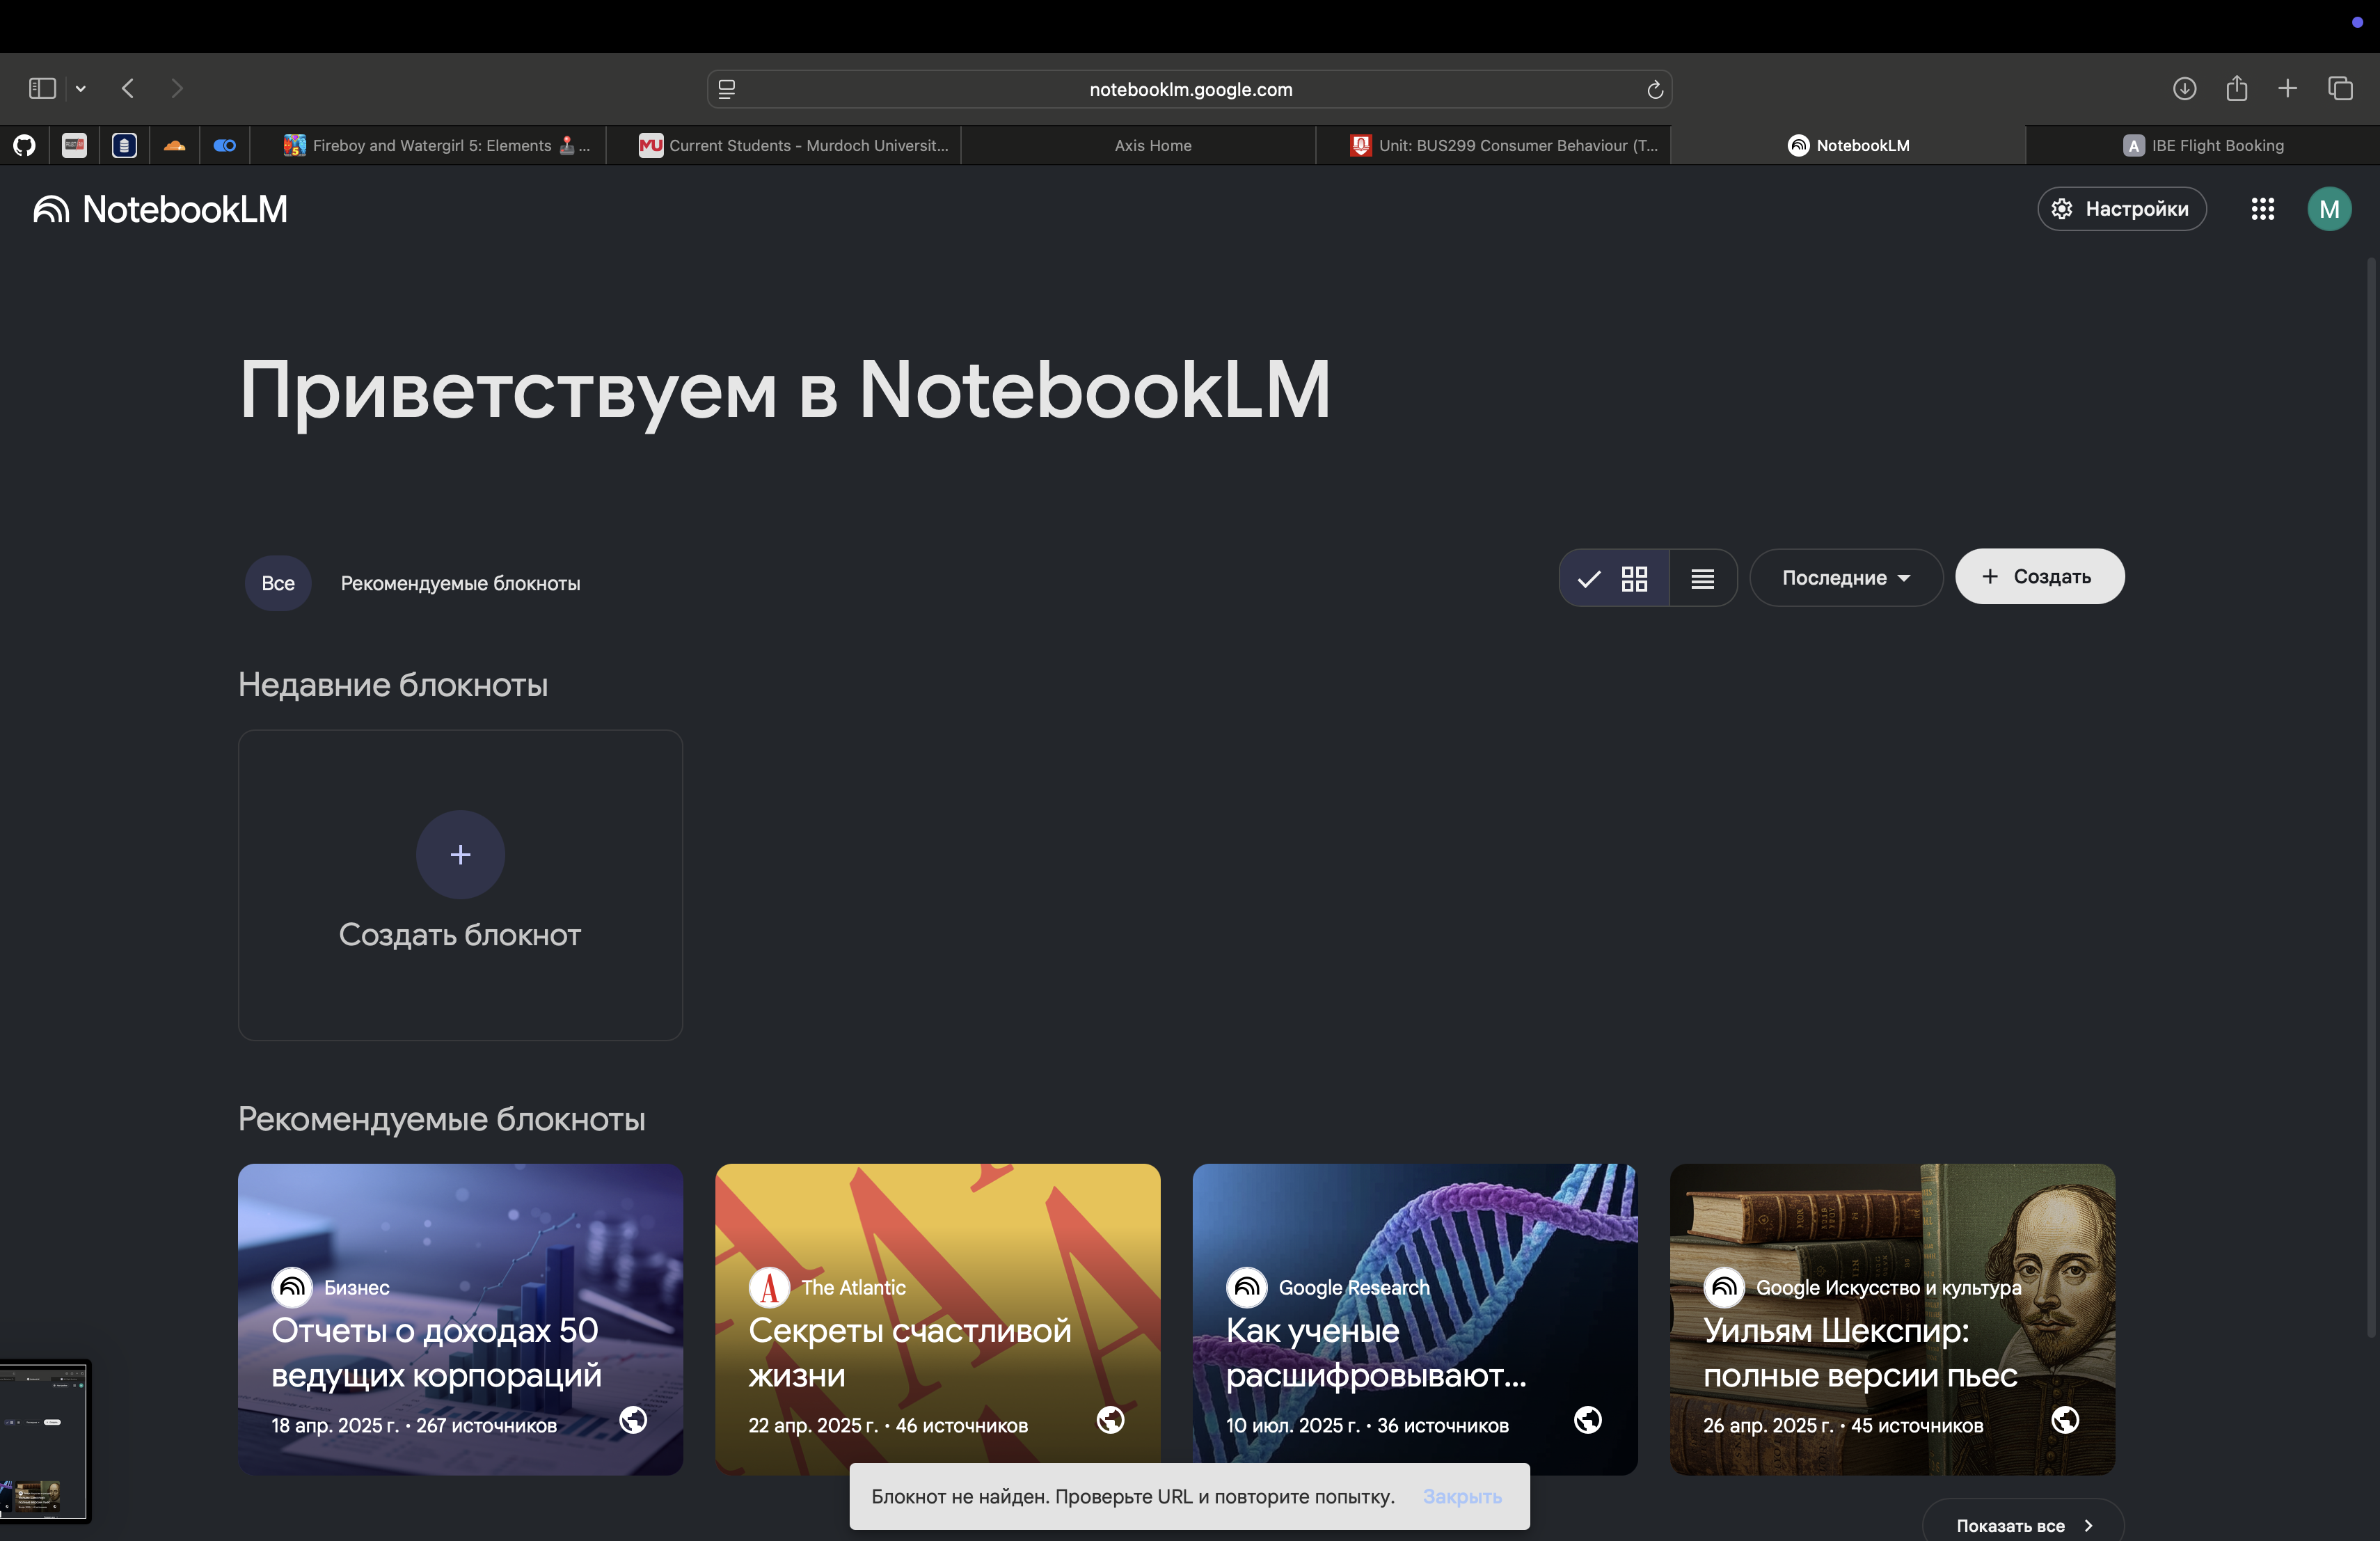 notebooklm.google.com
Fireboy and Watergirl 5: Elements 🕹️ ...
MU Current Students - Murdoch Universit...
Axis Home
Unit: BUS299 Consumer Behaviour (T...
NotebookLM
A IBE Flight Booking
NotebookLM
Настройки
M
Приветствуем в NotebookLM
Все
Рекомендуемые блокноты
Последние
+ Создать
Недавние блокноты
+
Создать блокнот
Рекомендуемые блокноты
Бизнес
Отчеты о доходах 50
ведущих корпораций
18 апр. 2025 г. • 267 источников
A The Atlantic
Секреты счастливой
жизни
22 апр. 2025 г. • 46 источников
Google Research
Как ученые
расшифровывают...
10 июл. 2025 г. • 36 источников
Google Искусство и культура
Уильям Шекспир:
полные версии пьес
26 апр. 2025 г. • 45 источников
Блокнот не найден. Проверьте URL и повторите попытку.
Закрыть
Показать все